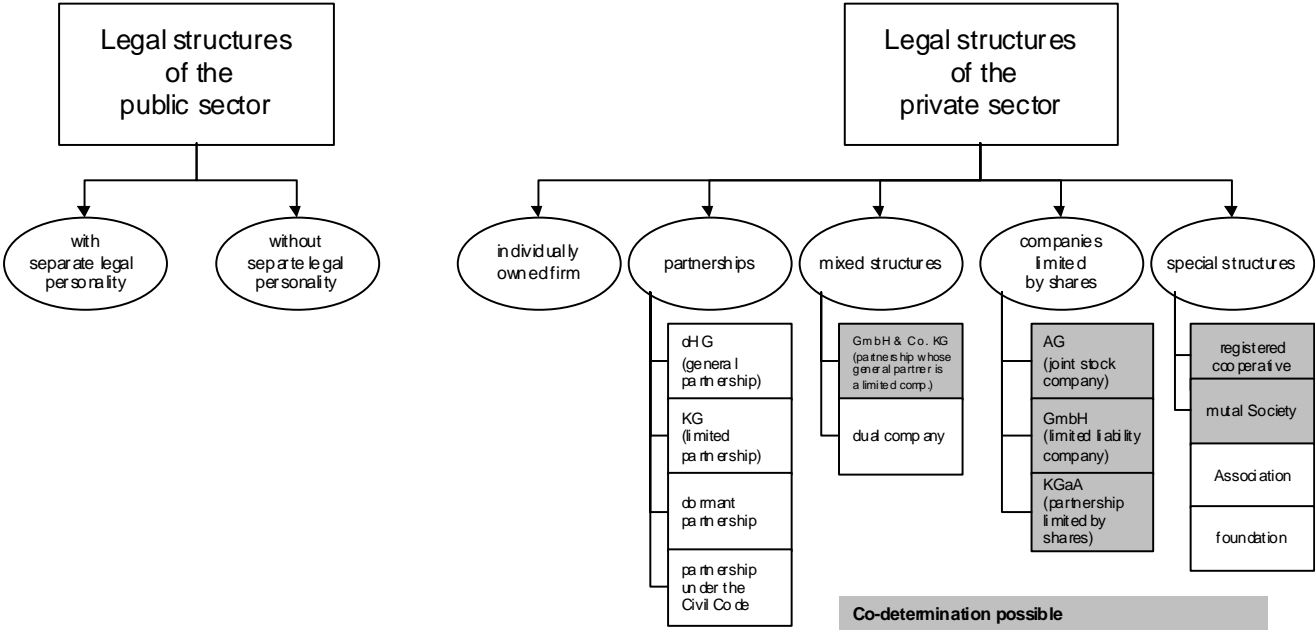 Legal structures
of the
public sector
Legal structures
of the
private sector
with
separate legal
personality
without
separte legal
personality
individually
owned firm
partnerships
mixed structures
companies
limited
by shares
special structures
oHG
(general
partnership)
KG
(limited
partnership)
dormant
partnership
partnership
under the
Civil Code
GmbH & Co. KG
(partnership whose
general partner is
a limited comp.)
dual company
AG
(joint stock
company)
GmbH
(limited liability
company)
KGaA
(partnership
limited by
shares)
registered
cooperative
mutal Society
Association
foundation
Co-determination possible